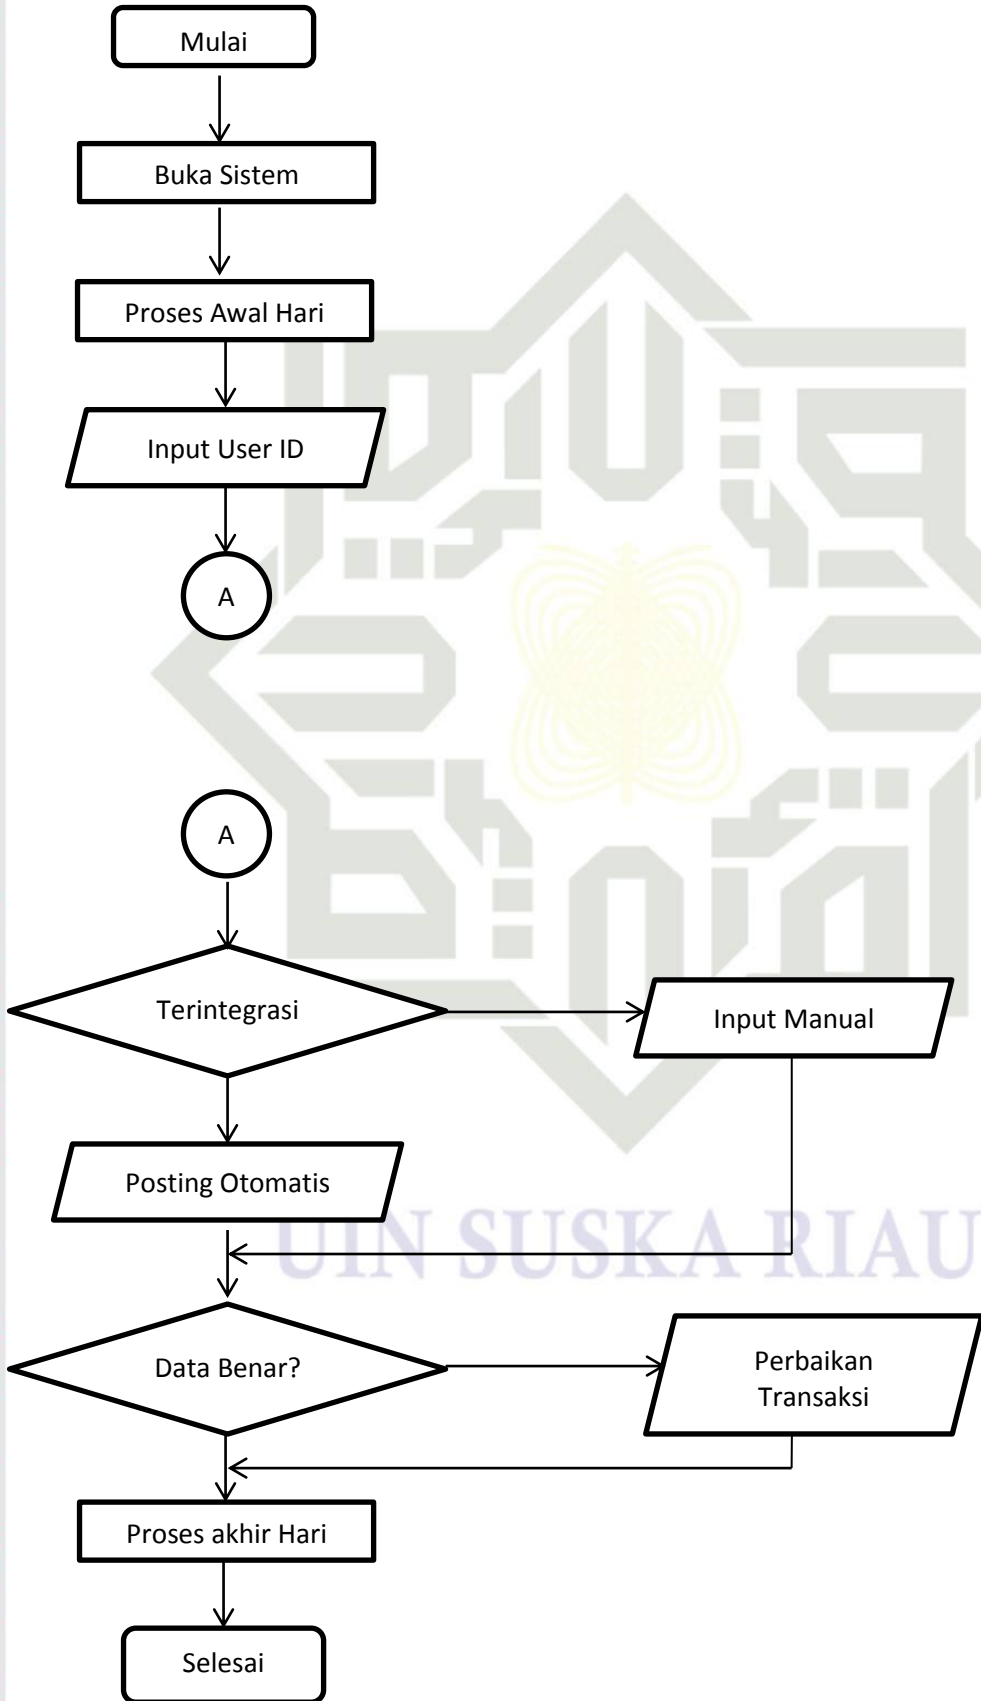 Mulai
Buka Sistem
Proses Awal Hari
Input User ID
A
A
Terintegrasi
Input Manual
Posting Otomatis
UIN SUSKA RIAU
Data Benar?
Perbaikan
Transaksi
Proses akhir Hari
Selesai